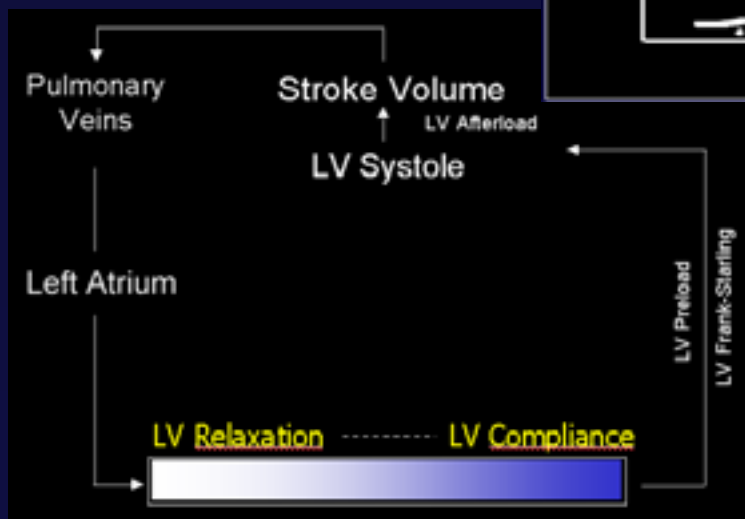 Pulmonary
Veins
Stroke Volume
LV Afterload
LV Systole
Left Atrium
LV Preload
LV Frank-Starling
LV Relaxation --------- LV Compliance